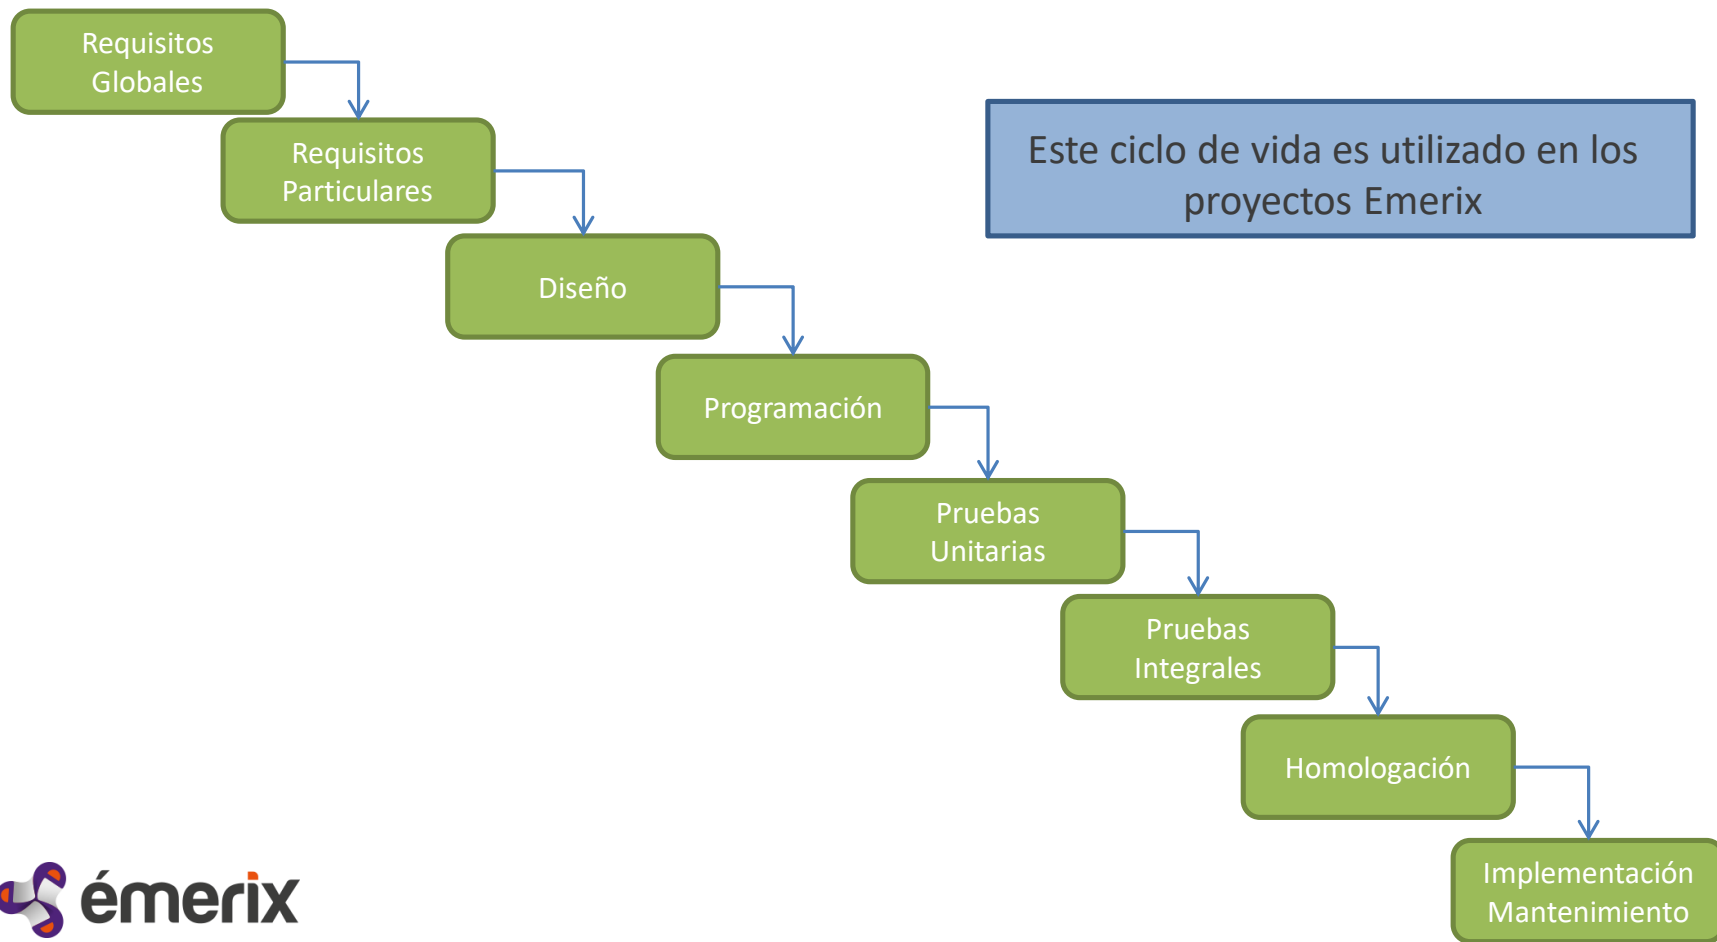 Requisitos
Globales
Requisitos
Particulares
Este ciclo de vida es utilizado en los
proyectos Emerix
Diseño
Programación
Pruebas
Unitarias
Pruebas
Integrales
Homologación
Implementación
Mantenimiento
émerix